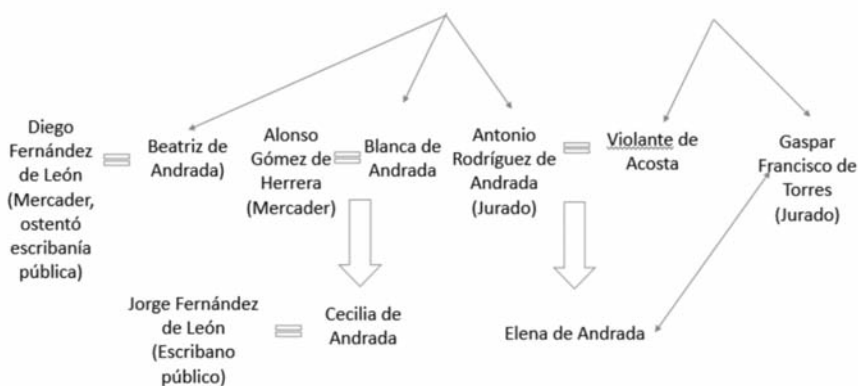 Diego
Fernández
de León
(Mercader,
ostentó
escribanía
pública)
Beatriz de
Andrada)
Alonso
Gómez de
Herrera
(Mercader)
Blanca de
Andrada
Antonio
Rodríguez de
Andrada
(Jurado)
Violante de
Acosta
Gaspar
Francisco de
Torres
(Jurado)
Jorge Fernández
de León
(Escribano
público)
Cecilia de
Andrada
Elena de Andrada